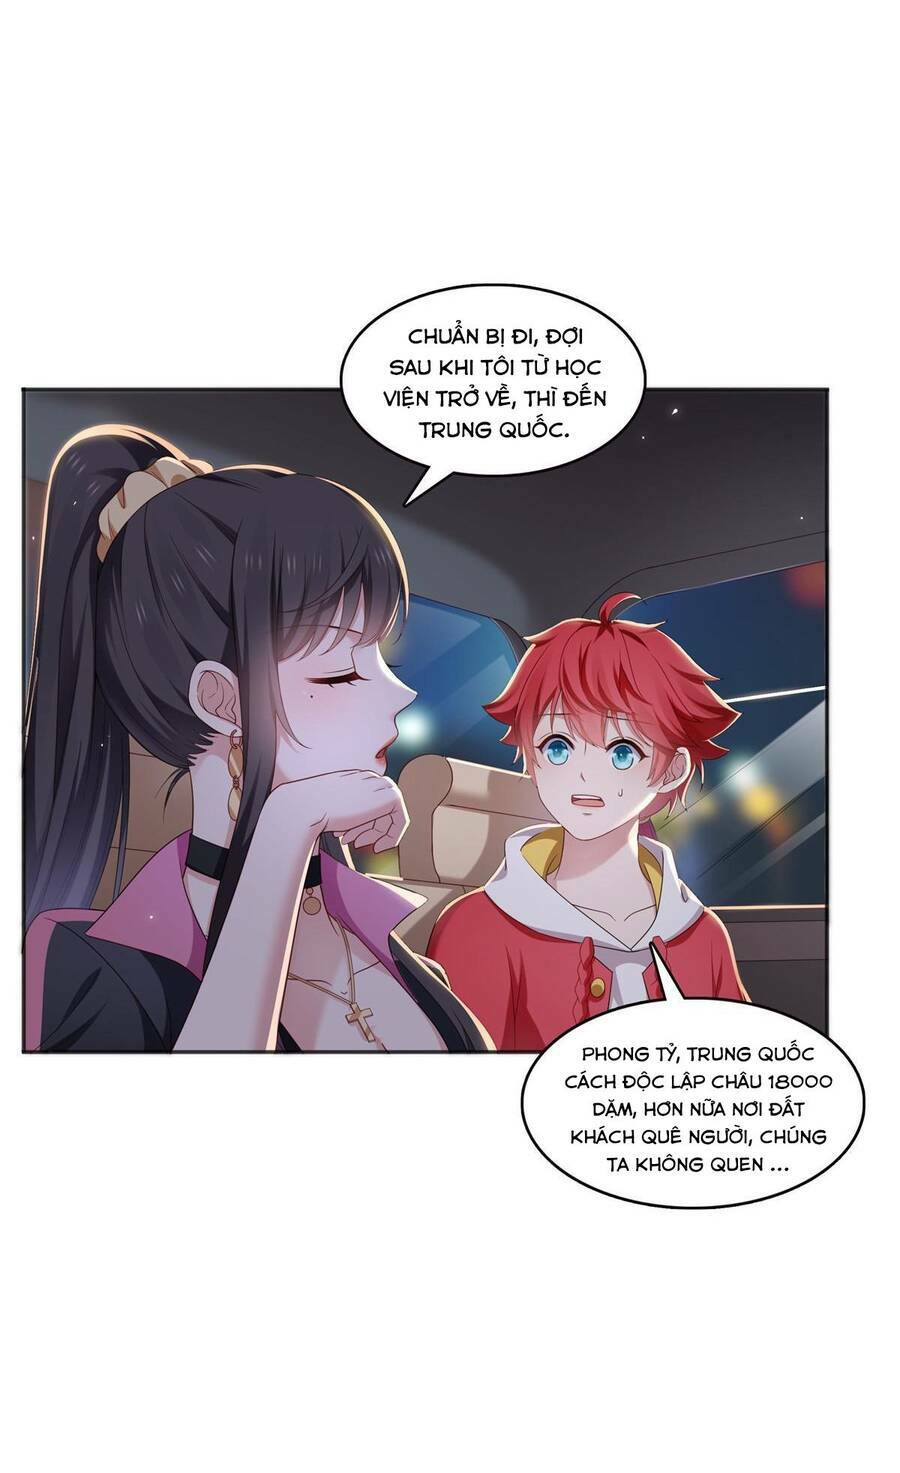 CHUẨN BỊ ĐI, ĐỢI
SAU KHI TÔI TỪ HỌC
VIỆN TRỞ VỀ, THÌ ĐẾN
TRUNG QUỐC.
PHONG TỶ, TRUNG QUỐC
CÁCH ĐỘC LẬP CHÂU 18000
DẶM, HƠN NỮA NƠI ĐẤT
KHÁCH QUÊ NGƯỜI, CHÚNG
TA KHÔNG QUEN ...